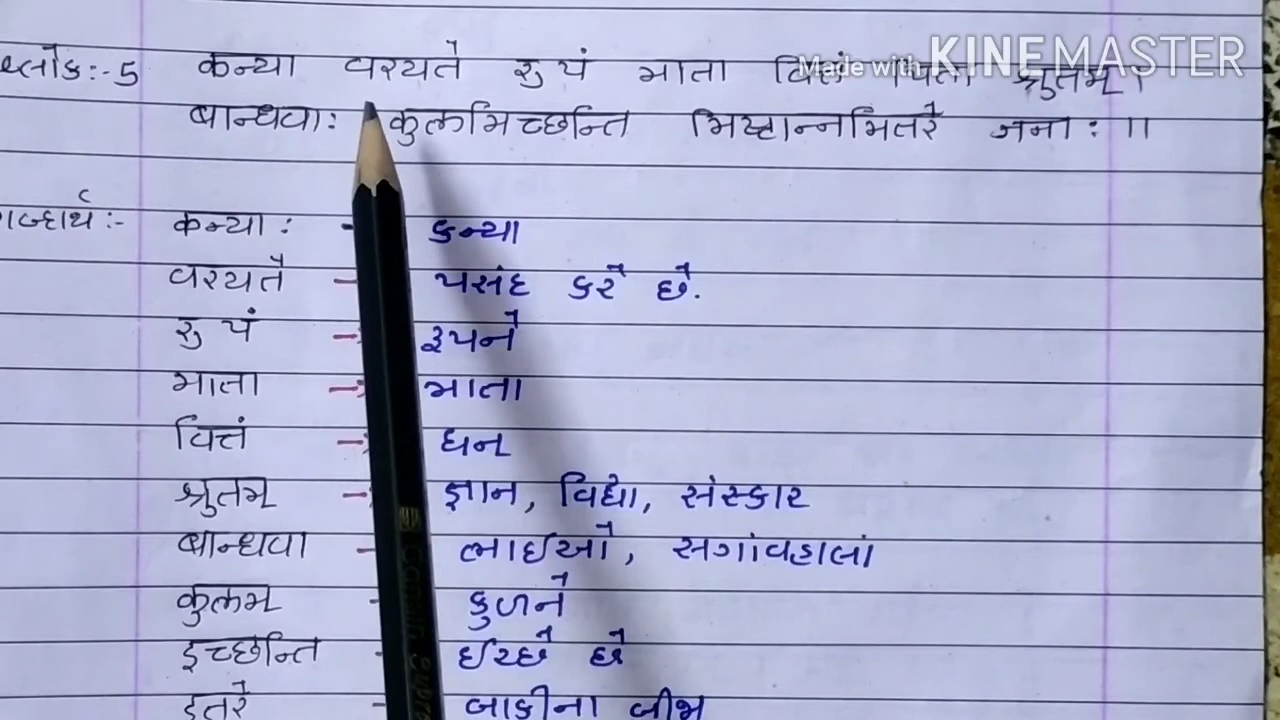 श्लोक:-5 कन्या वरयते रुपं माता वित्तं पिता श्रुतम् ।
Made with KINEMASTER
बान्धवाः कुलमिच्छन्ति मिष्टान्नमितरे जनाः ॥
शब्दार्थ:- कन्या: - કન્યા
वरयते - પસંદ કરે છે.
रुपं - રૂપને
माता - માતા
वित्तं - ધન
श्रुतम् - જ્ઞાન, વિદ્યા, સંસ્કાર
बान्धवा - ભાઈઓ, સગાંવહાલાં
कुलम - કુળને
इच्छन्ति - ઈચ્છે છે
इतरे - બાકીના બીજા